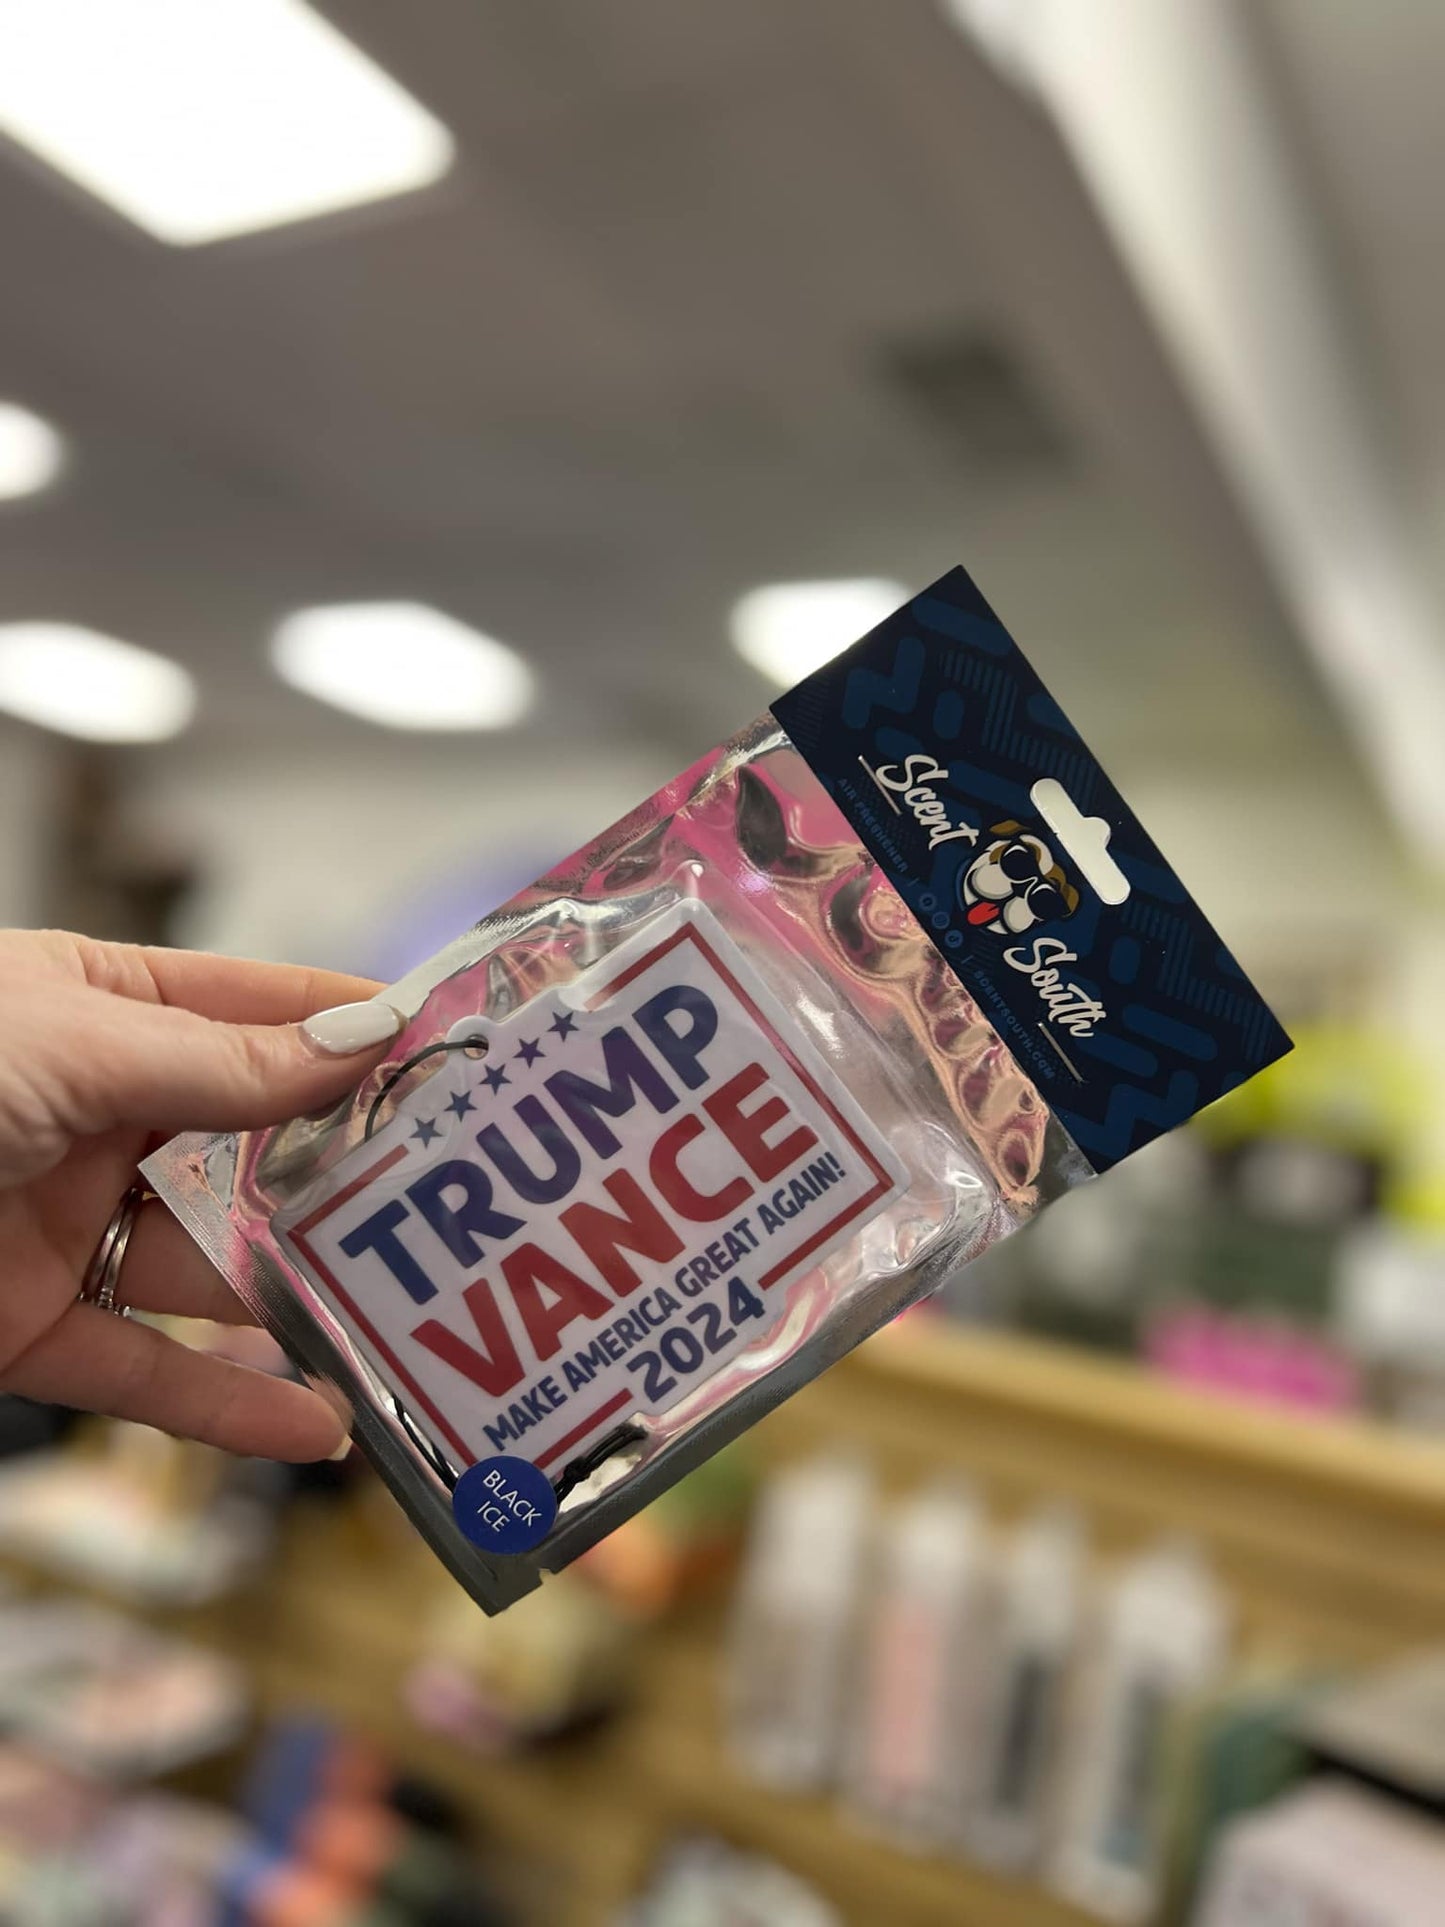 Scent South
AIR FRESHENER | | SCENTSOUTH.COM
TRUMP
VANCE
MAKE AMERICA GREAT AGAIN!
2024
BLACK
ICE